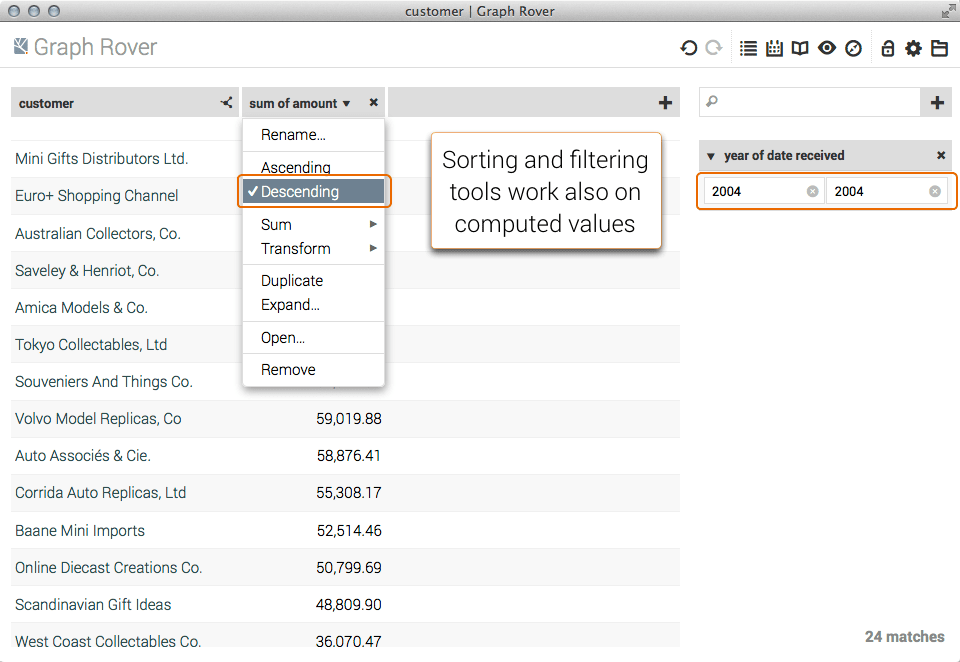 customer | Graph Rover
Graph Rover
customer
sum of amount
Rename...
Ascending
Descending
Sum
Transform
Duplicate
Expand...
Open...
Remove
Sorting and filtering
tools work also on
computed values
year of date received
2004 2004
Mini Gifts Distributors Ltd.
Euro+ Shopping Channel
Australian Collectors, Co.
Saveley & Henriot, Co.
Amica Models & Co.
Tokyo Collectables, Ltd
Souveniers And Things Co.
Volvo Model Replicas, Co 59,019.88
Auto Associés & Cie. 58,876.41
Corrida Auto Replicas, Ltd 55,308.17
Baane Mini Imports 52,514.46
Online Diecast Creations Co. 50,799.69
Scandinavian Gift Ideas 48,809.90
West Coast Collectables Co. 36,070.47
24 matches